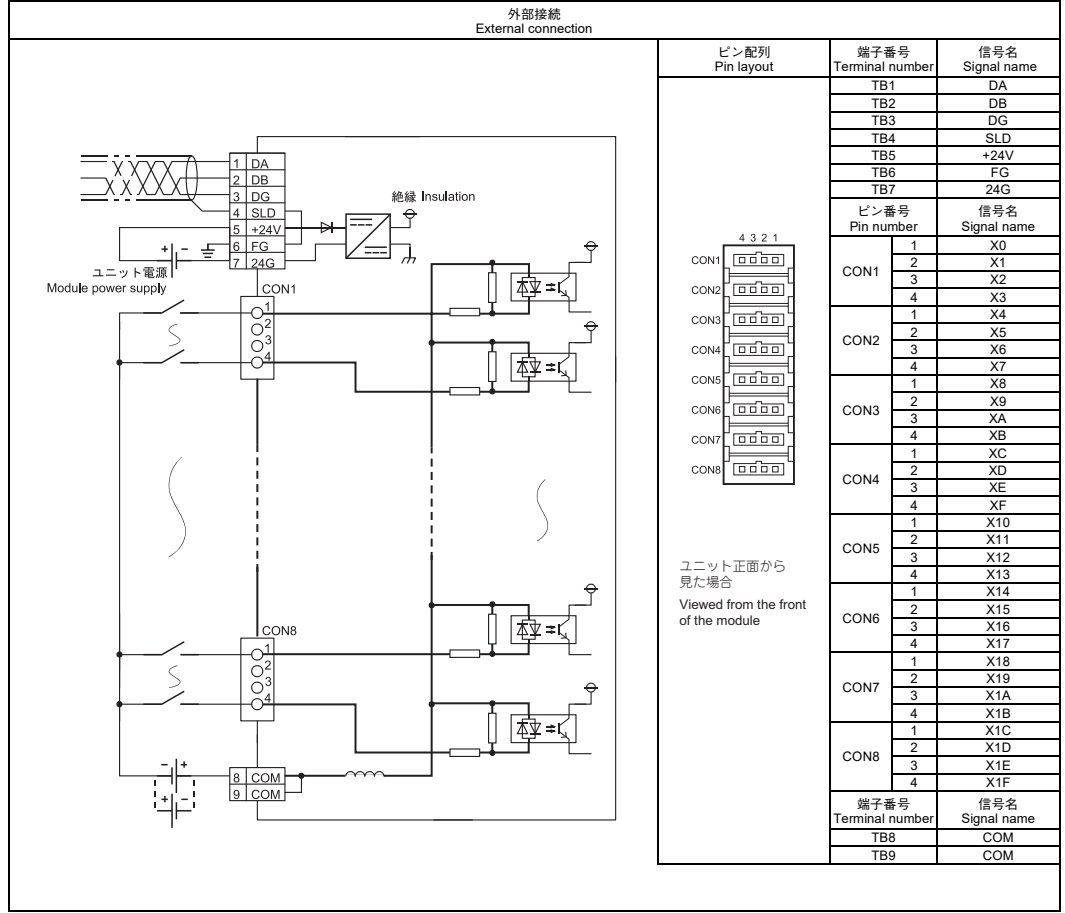 外部接続
External connection
1 DA
2 DB
3 DG
4 SLD
5 +24V
6 FG
7 24G
絶縁 Insulation
+ −
ユニット電源
Module power supply
CON1
1
2
3
4
CON8
1
2
3
4
− +
8 COM
9 COM
+ −
ピン配列
Pin layout
4 3 2 1
CON1
CON2
CON3
CON4
CON5
CON6
CON7
CON8
ユニット正面から
見た場合
Viewed from the front
of the module
端子番号 信号名
Terminal number Signal name
TB1 DA
TB2 DB
TB3 DG
TB4 SLD
TB5 +24V
TB6 FG
TB7 24G
ピン番号 信号名
Pin number Signal name
CON1
1 X0
2 X1
3 X2
4 X3
CON2
1 X4
2 X5
3 X6
4 X7
CON3
1 X8
2 X9
3 XA
4 XB
CON4
1 XC
2 XD
3 XE
4 XF
CON5
1 X10
2 X11
3 X12
4 X13
CON6
1 X14
2 X15
3 X16
4 X17
CON7
1 X18
2 X19
3 X1A
4 X1B
CON8
1 X1C
2 X1D
3 X1E
4 X1F
端子番号 信号名
Terminal number Signal name
TB8 COM
TB9 COM